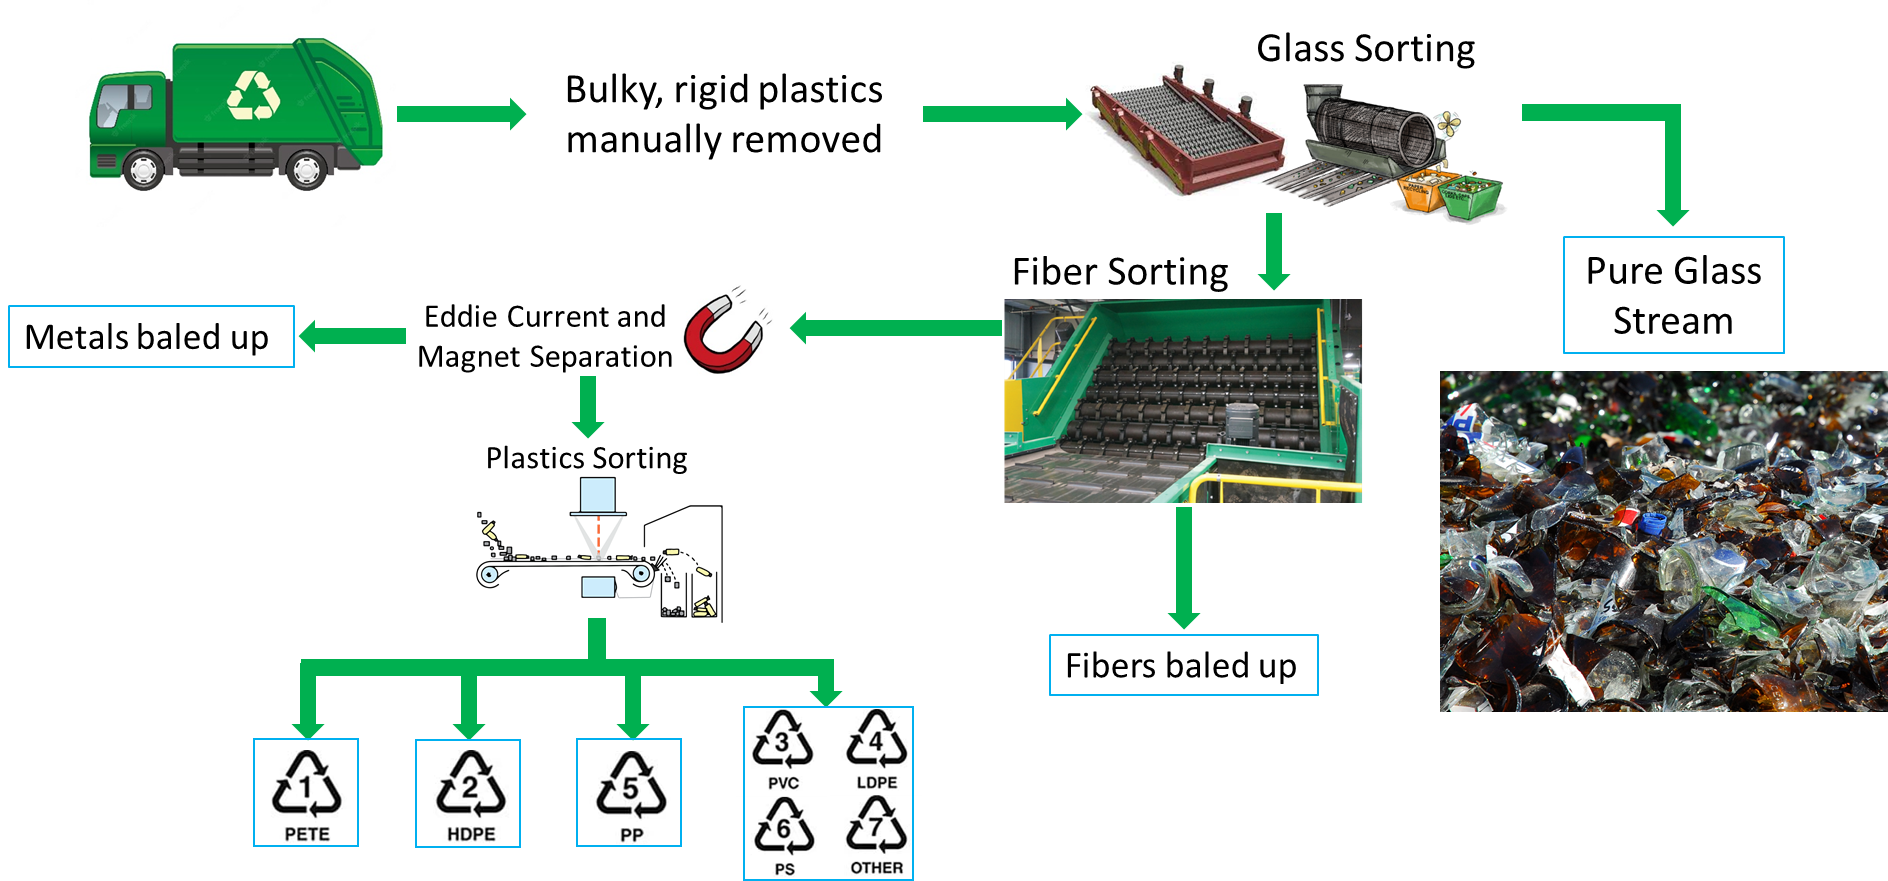 Glass Sorting
Bulky, rigid plastics
manually removed
PAPER
RECYCLING
Fiber Sorting
Pure Glass
Stream
Eddie Current and
Magnet Separation
Metals baled up
Plastics Sorting
Fibers baled up
1
PETE
2
HDPE
5
PP
3
PVC
4
LDPE
6
PS
7
OTHER